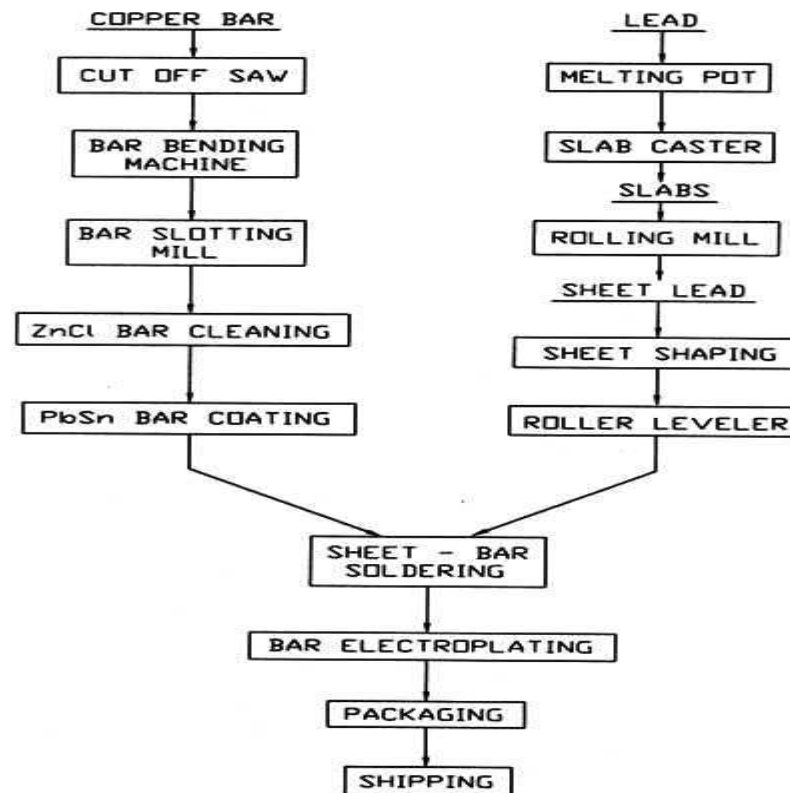 COPPER BAR
CUT OFF SAW
BAR BENDING
MACHINE
BAR SLOTTING
MILL
ZnCl BAR CLEANING
PbSn BAR COATING
LEAD
MELTING POT
SLAB CASTER
SLABS
ROLLING MILL
SHEET LEAD
SHEET SHAPING
ROLLER LEVELER
SHEET - BAR
SOLDERING
BAR ELECTROPLATING
PACKAGING
SHIPPING